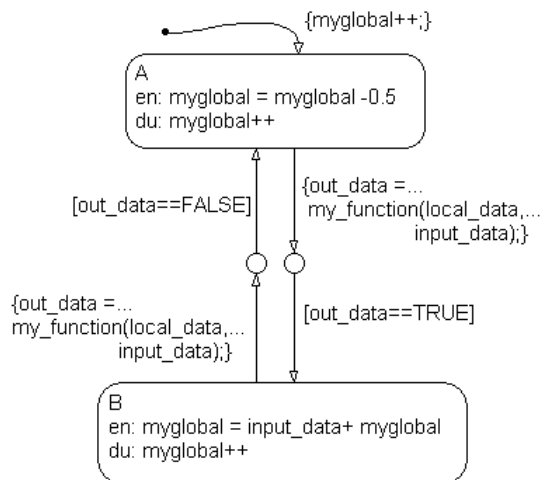 {myglobal++;}
A
en: myglobal = myglobal -0.5
du: myglobal++
[out_data==FALSE]
{out_data =...
my_function(local_data,...
input_data);}
{out_data =...
my_function(local_data,...
input_data);}
[out_data==TRUE]
B
en: myglobal = input_data+ myglobal
du: myglobal++